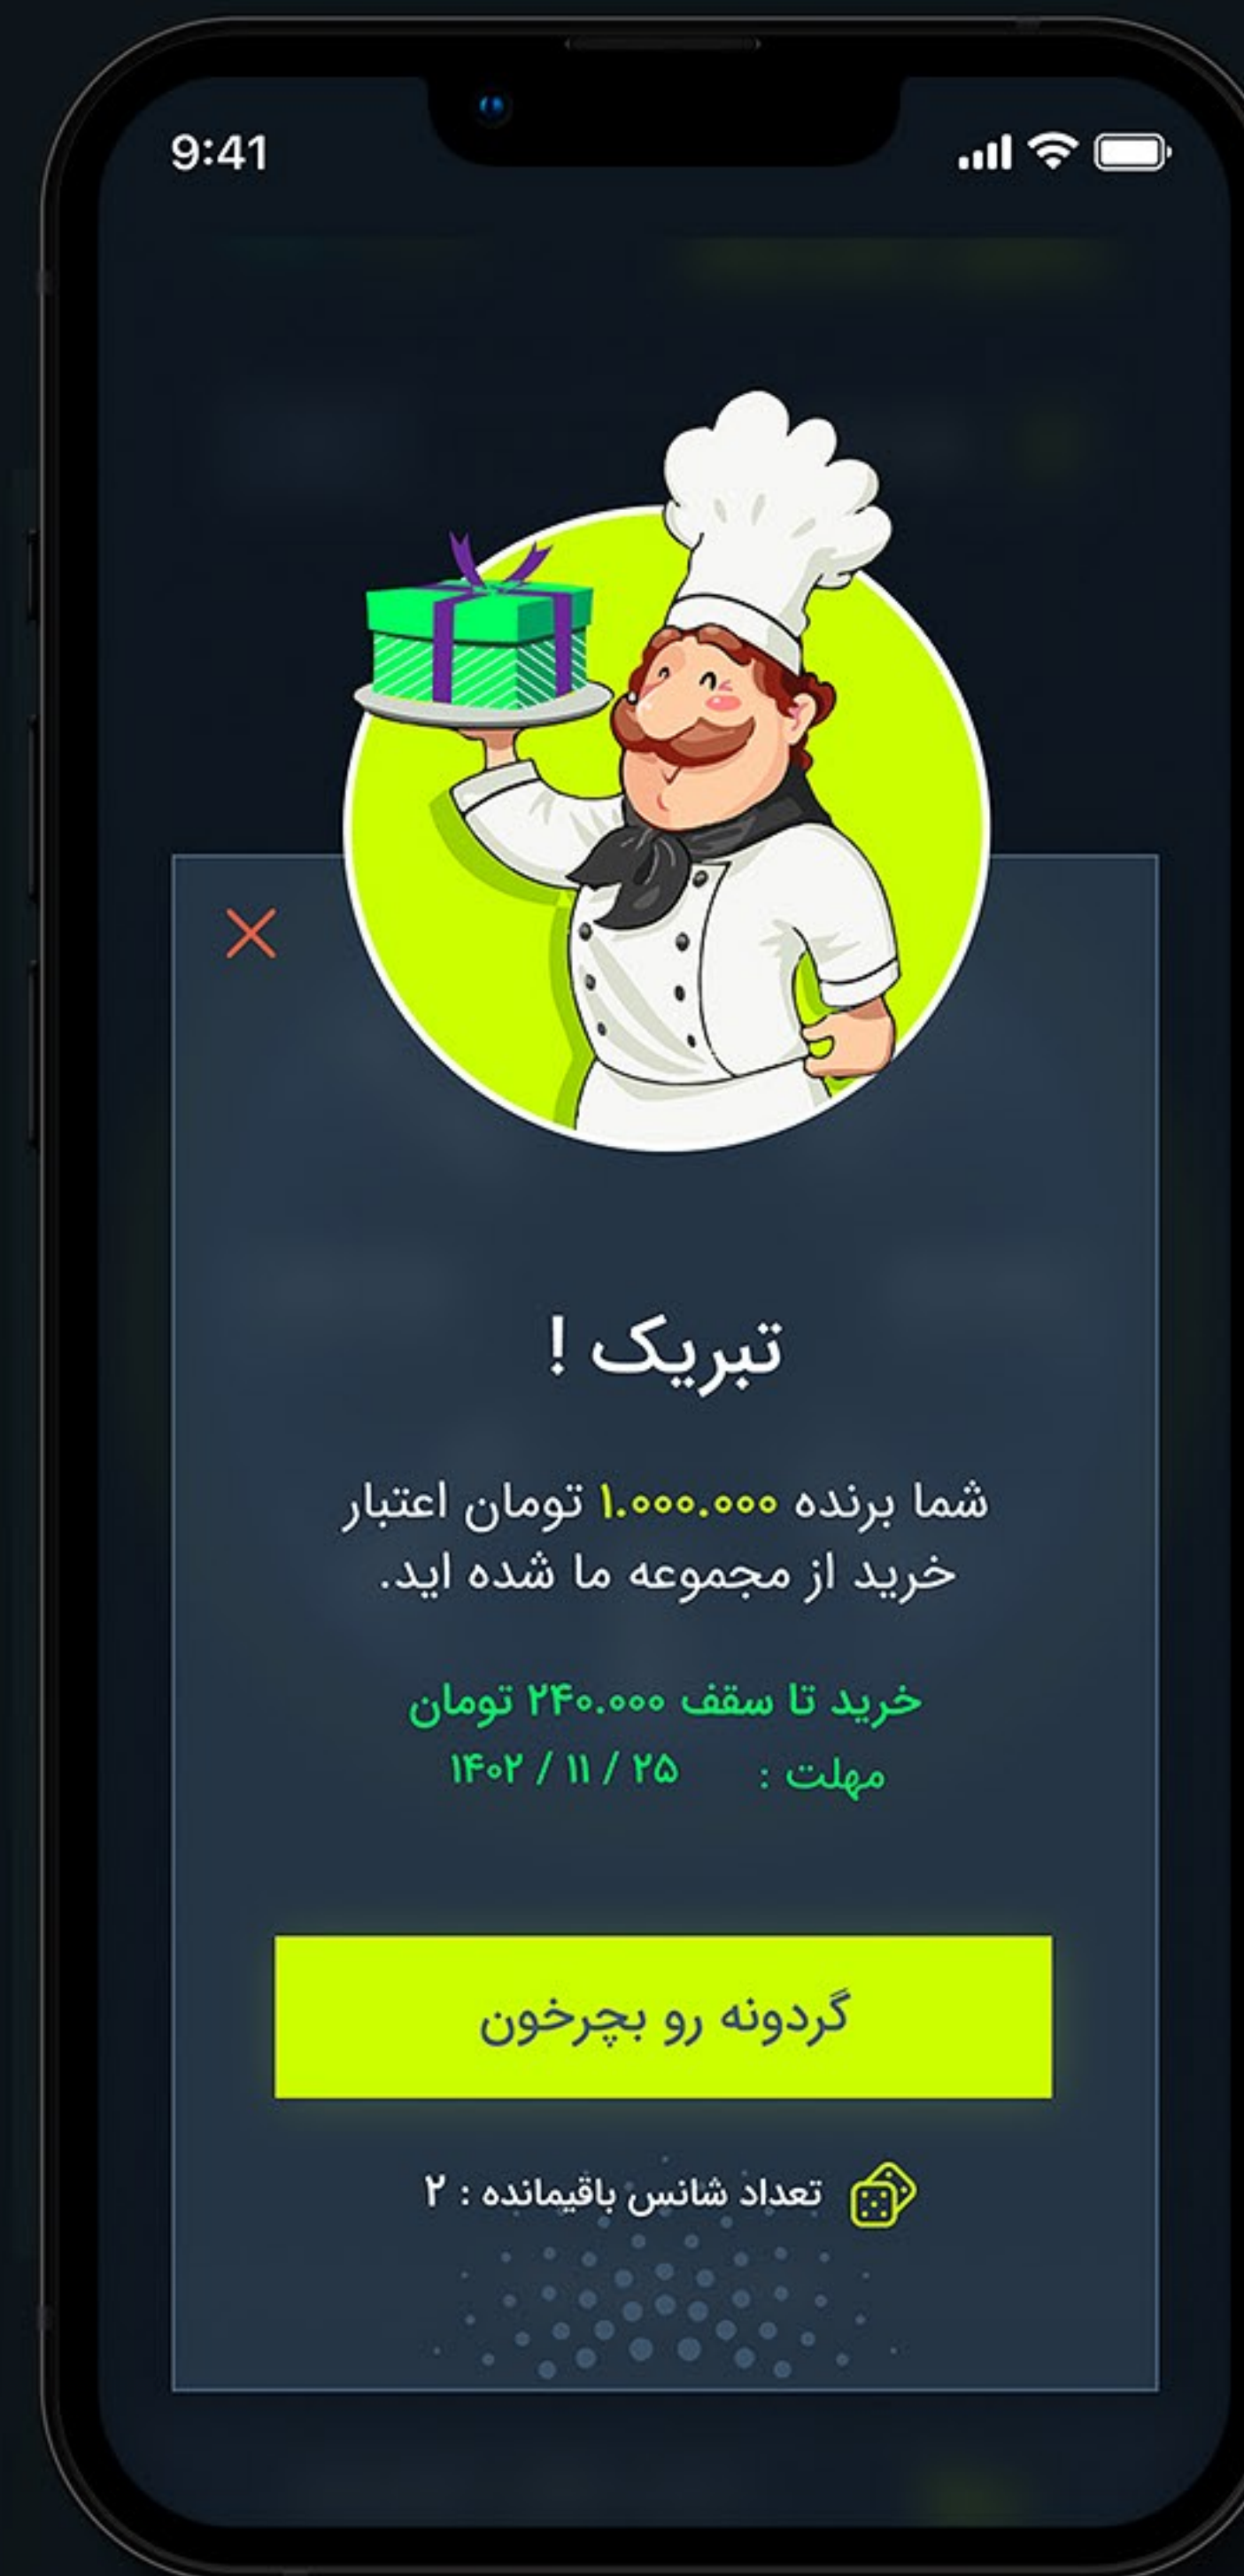 9:41
تبریک !
شما برنده ۱.۰۰۰.۰۰۰ تومان اعتبار
خرید از مجموعه ما شده اید.
خرید تا سقف ۲۴۰.۰۰۰ تومان
مهلت : ۱۴۰۲ / ۱۱ / ۲۵
گردونه رو بچرخون
تعداد شانس باقیمانده : ۲